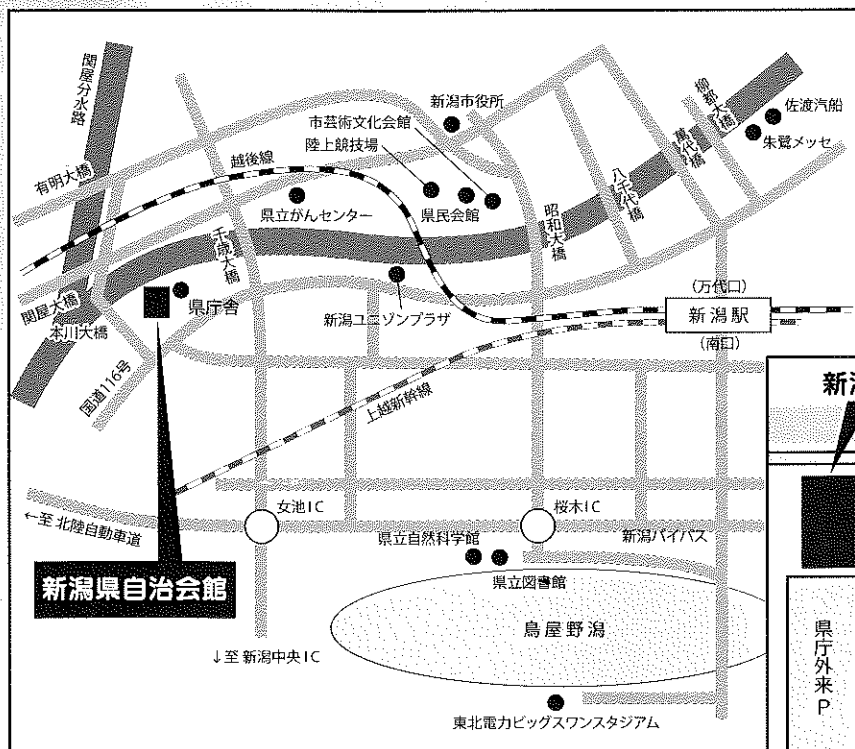 関屋分水路
有明大橋
越後線
新潟市役所
市芸術文化会館
陸上競技場
県立がんセンター
県民会館
柳都大橋
佐渡汽船
朱鷺メッセ
萬代橋
八千代橋
昭和大橋
千歳大橋
関屋大橋
本川大橋
県庁舎
新潟ユニゾンプラザ
(万代口)
新潟駅
(南口)
国道116号
上越新幹線
←至 北陸自動車道
女池IC
桜木IC
新潟バイパス
県立自然科学館
県立図書館
新潟県自治会館
鳥屋野潟
↓至 新潟中央IC
東北電力ビッグスワンスタジアム
県庁外来P